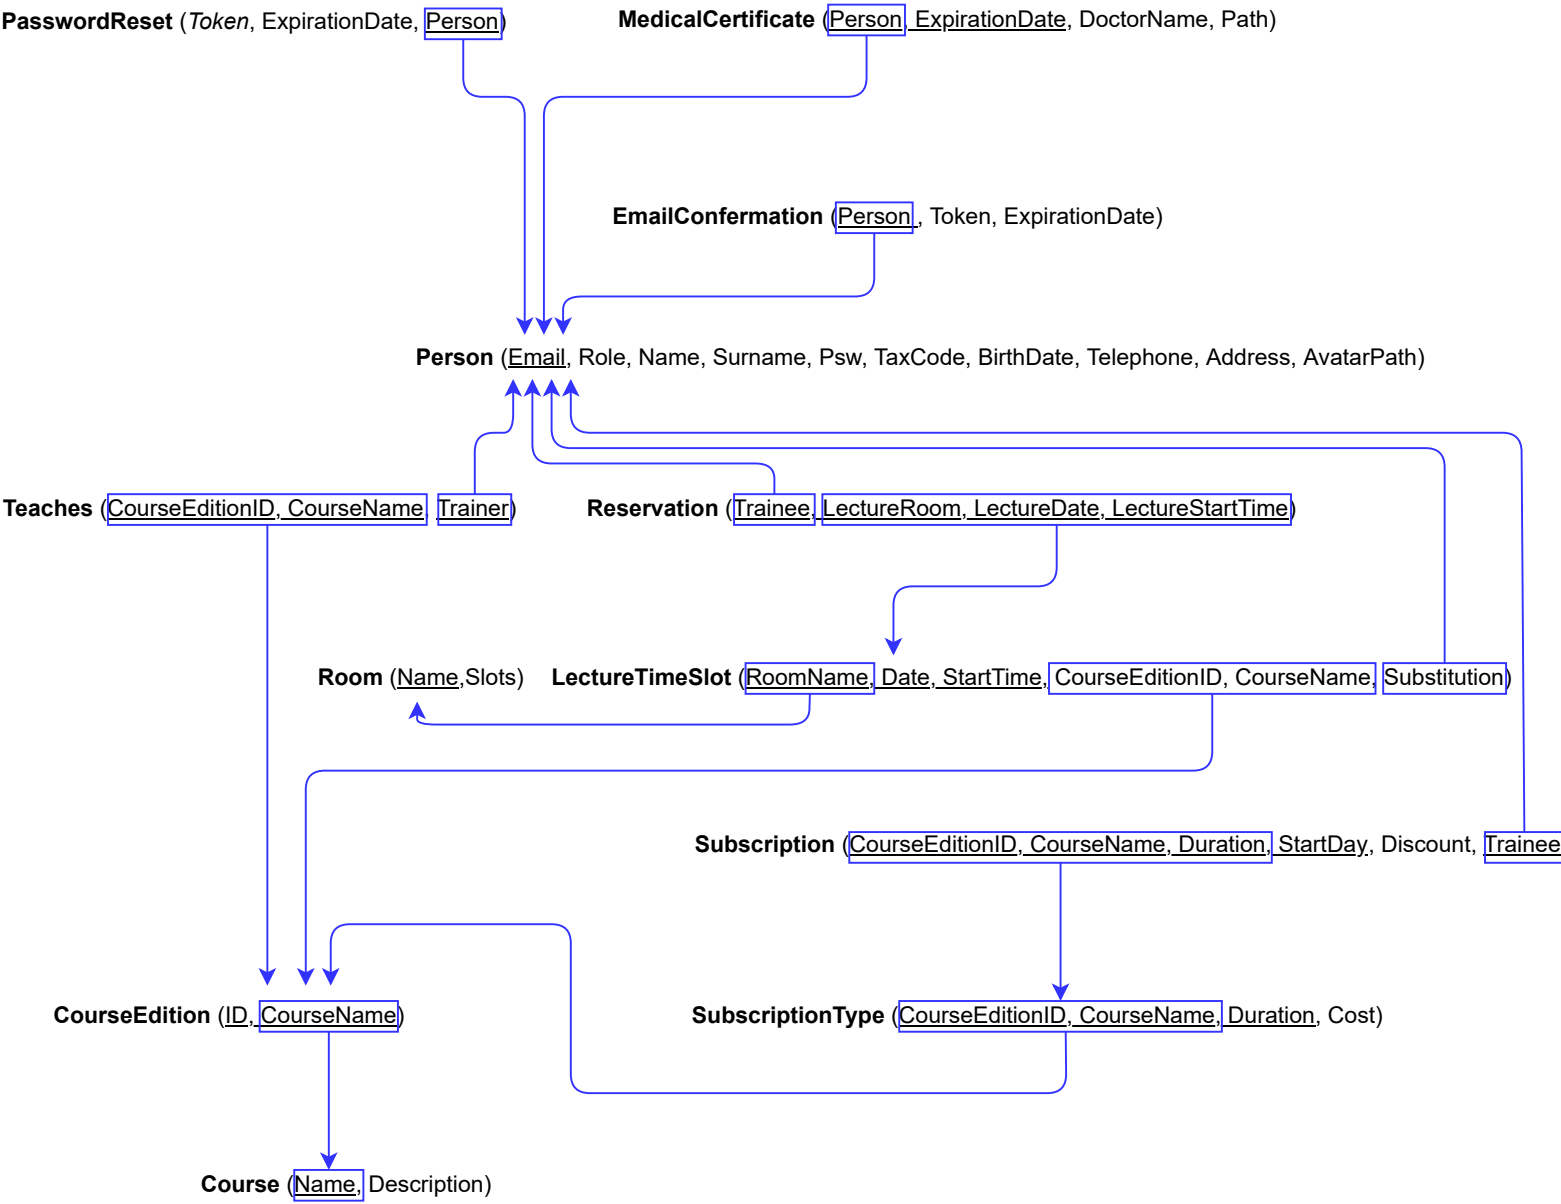 PasswordReset (Token, ExpirationDate, Person)
MedicalCertificate (Person, ExpirationDate, DoctorName, Path)
EmailConfermation (Person , Token, ExpirationDate)
Person (Email, Role, Name, Surname, Psw, TaxCode, BirthDate, Telephone, Address, AvatarPath)
Teaches (CourseEditionID, CourseName, Trainer)
Reservation (Trainee, LectureRoom, LectureDate, LectureStartTime)
Room (Name,Slots)
LectureTimeSlot (RoomName, Date, StartTime, CourseEditionID, CourseName, Substitution)
Subscription (CourseEditionID, CourseName, Duration, StartDay, Discount, Trainee
CourseEdition (ID, CourseName)
SubscriptionType (CourseEditionID, CourseName, Duration, Cost)
Course (Name, Description)